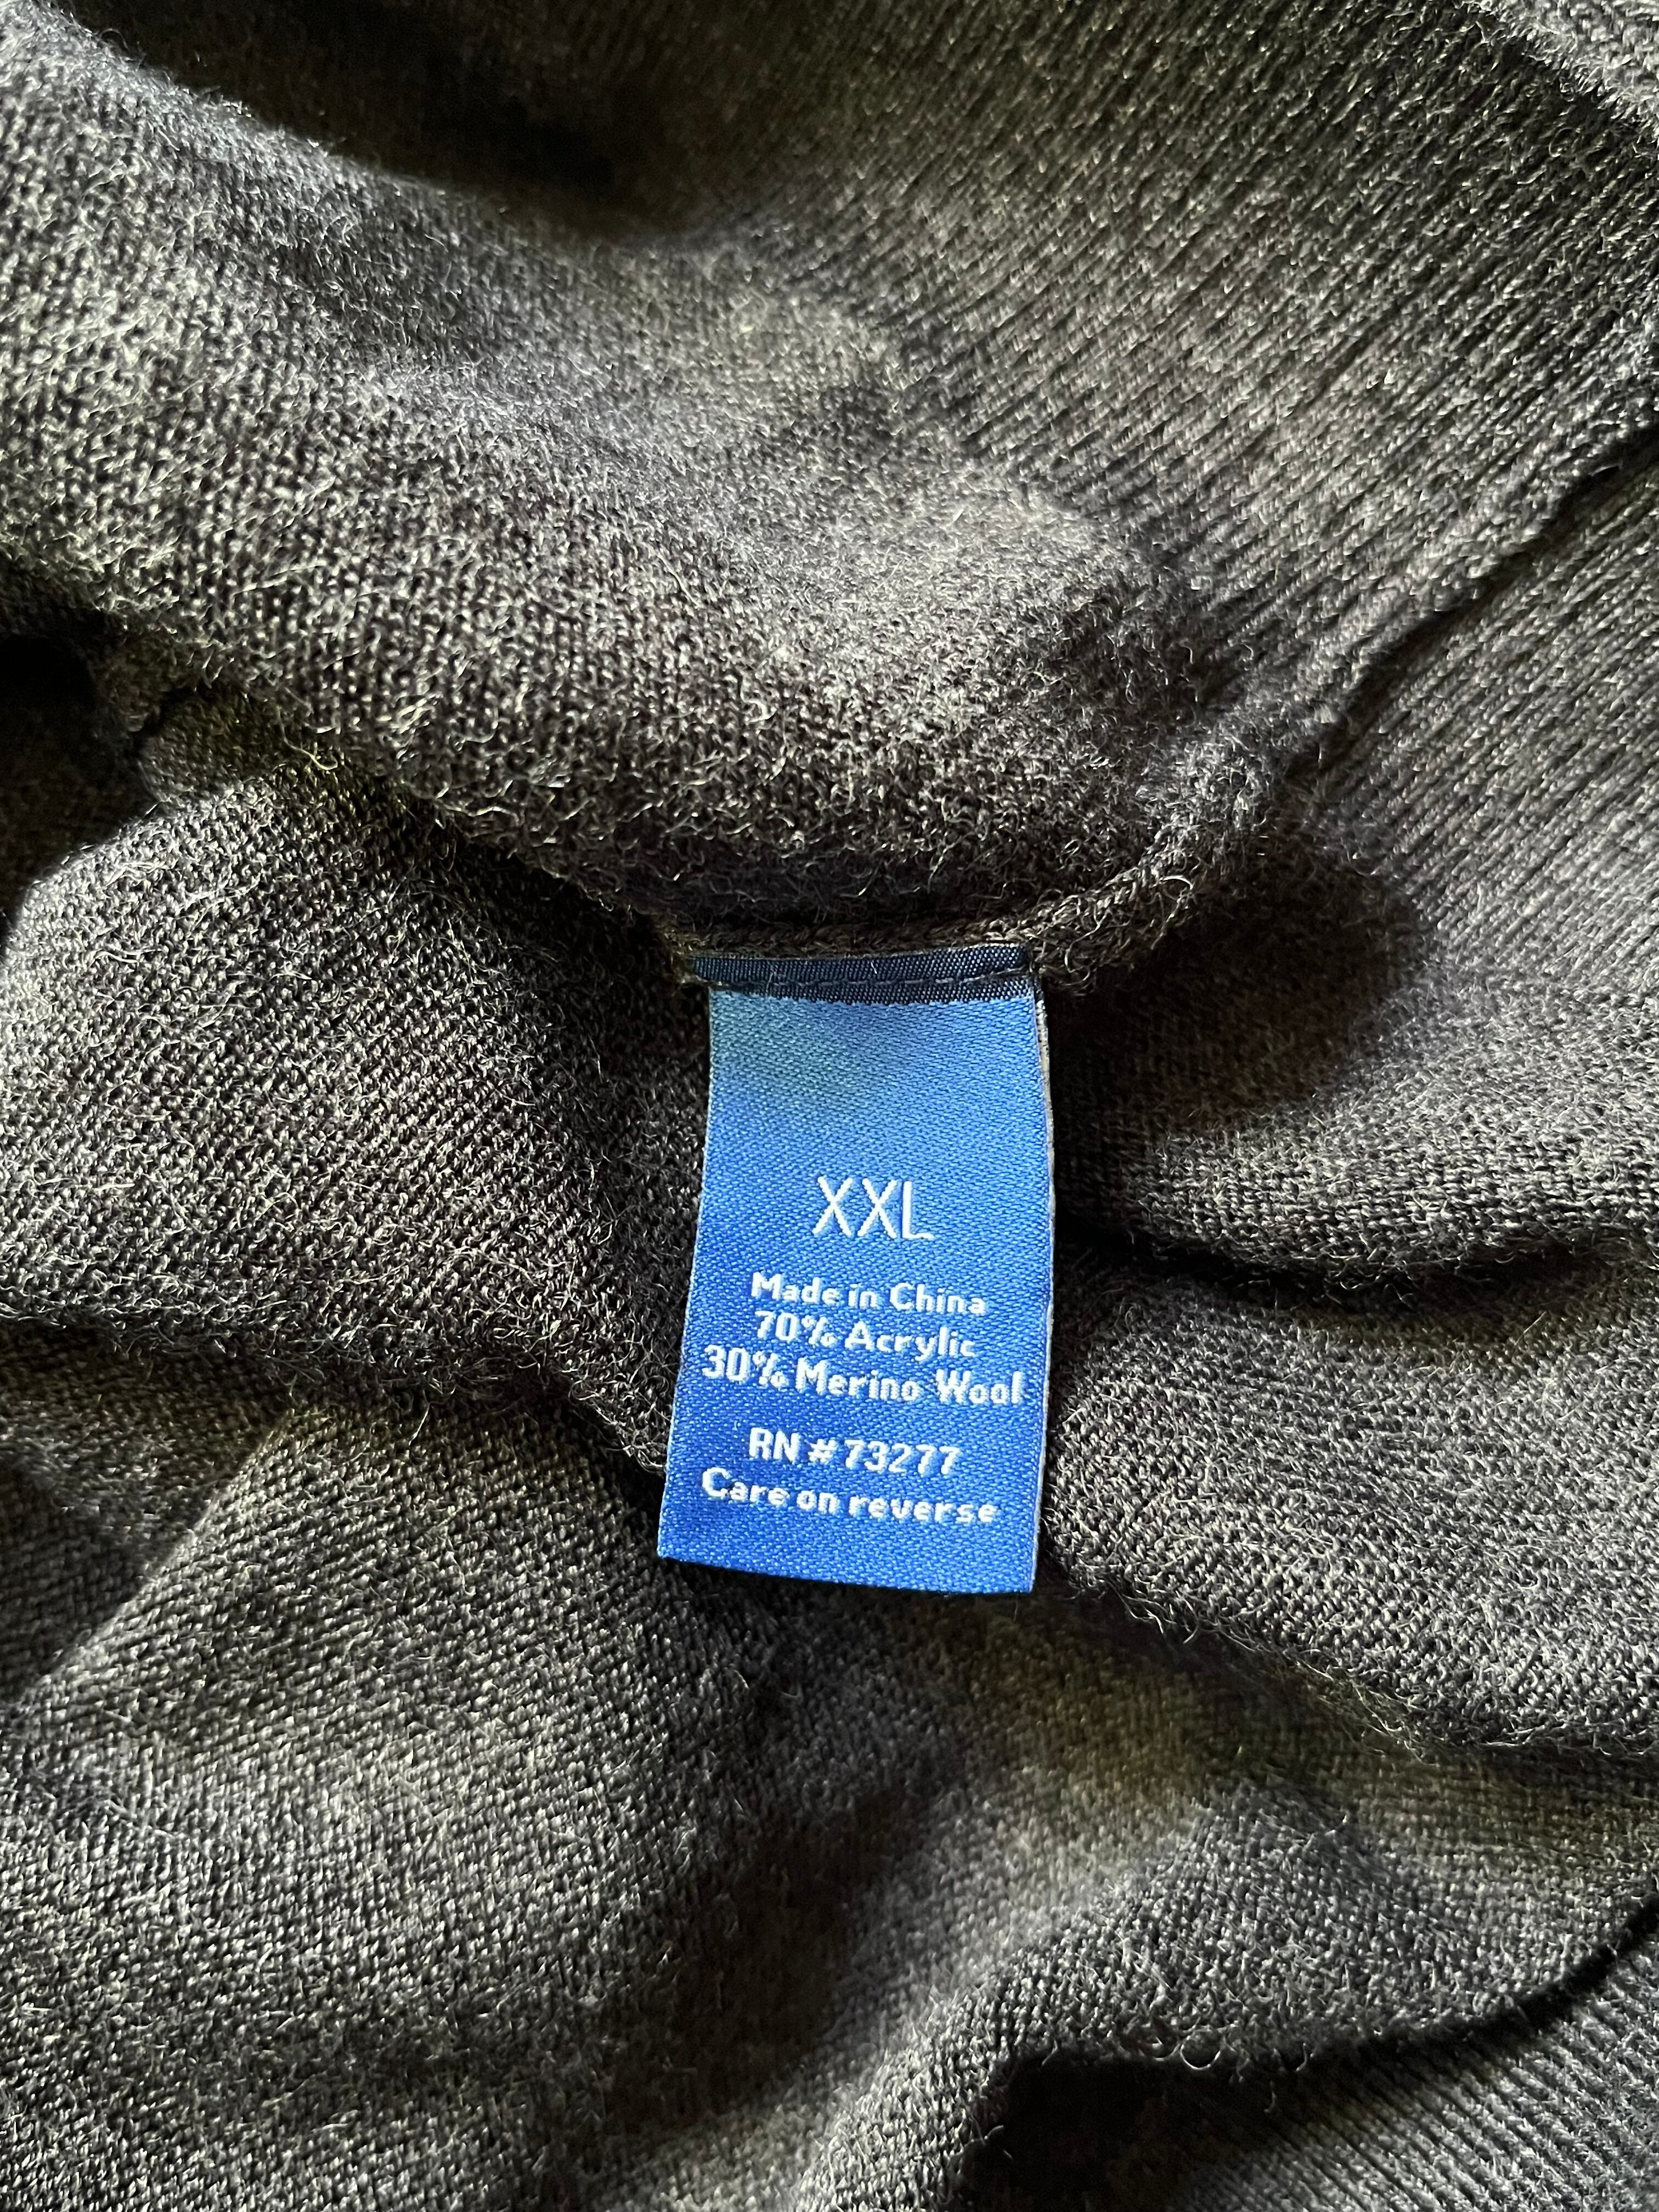 XXL
Made in China
70% Acrylic
30% Merino Wool
RN # 73277
Care on reverse